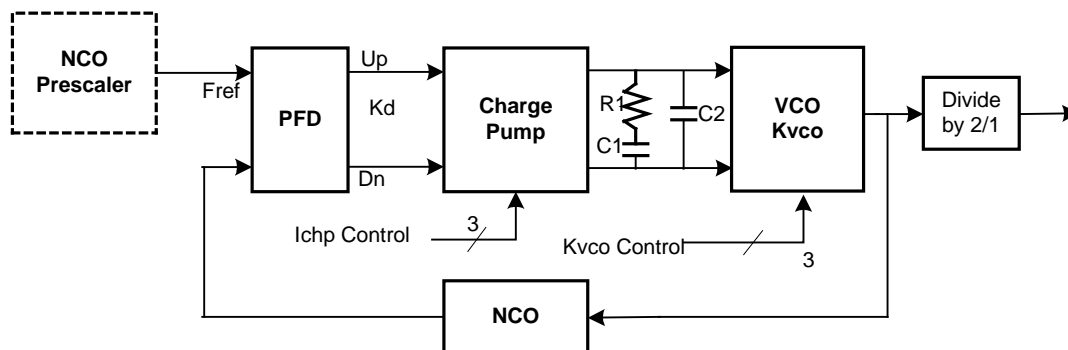 NCO
Prescaler
Fref
PFD
Up
Kd
Dn
Charge
Pump
R1
C1
C2
VCO
Kvco
Divide
by 2/1
Ichp Control
3
Kvco Control
3
NCO